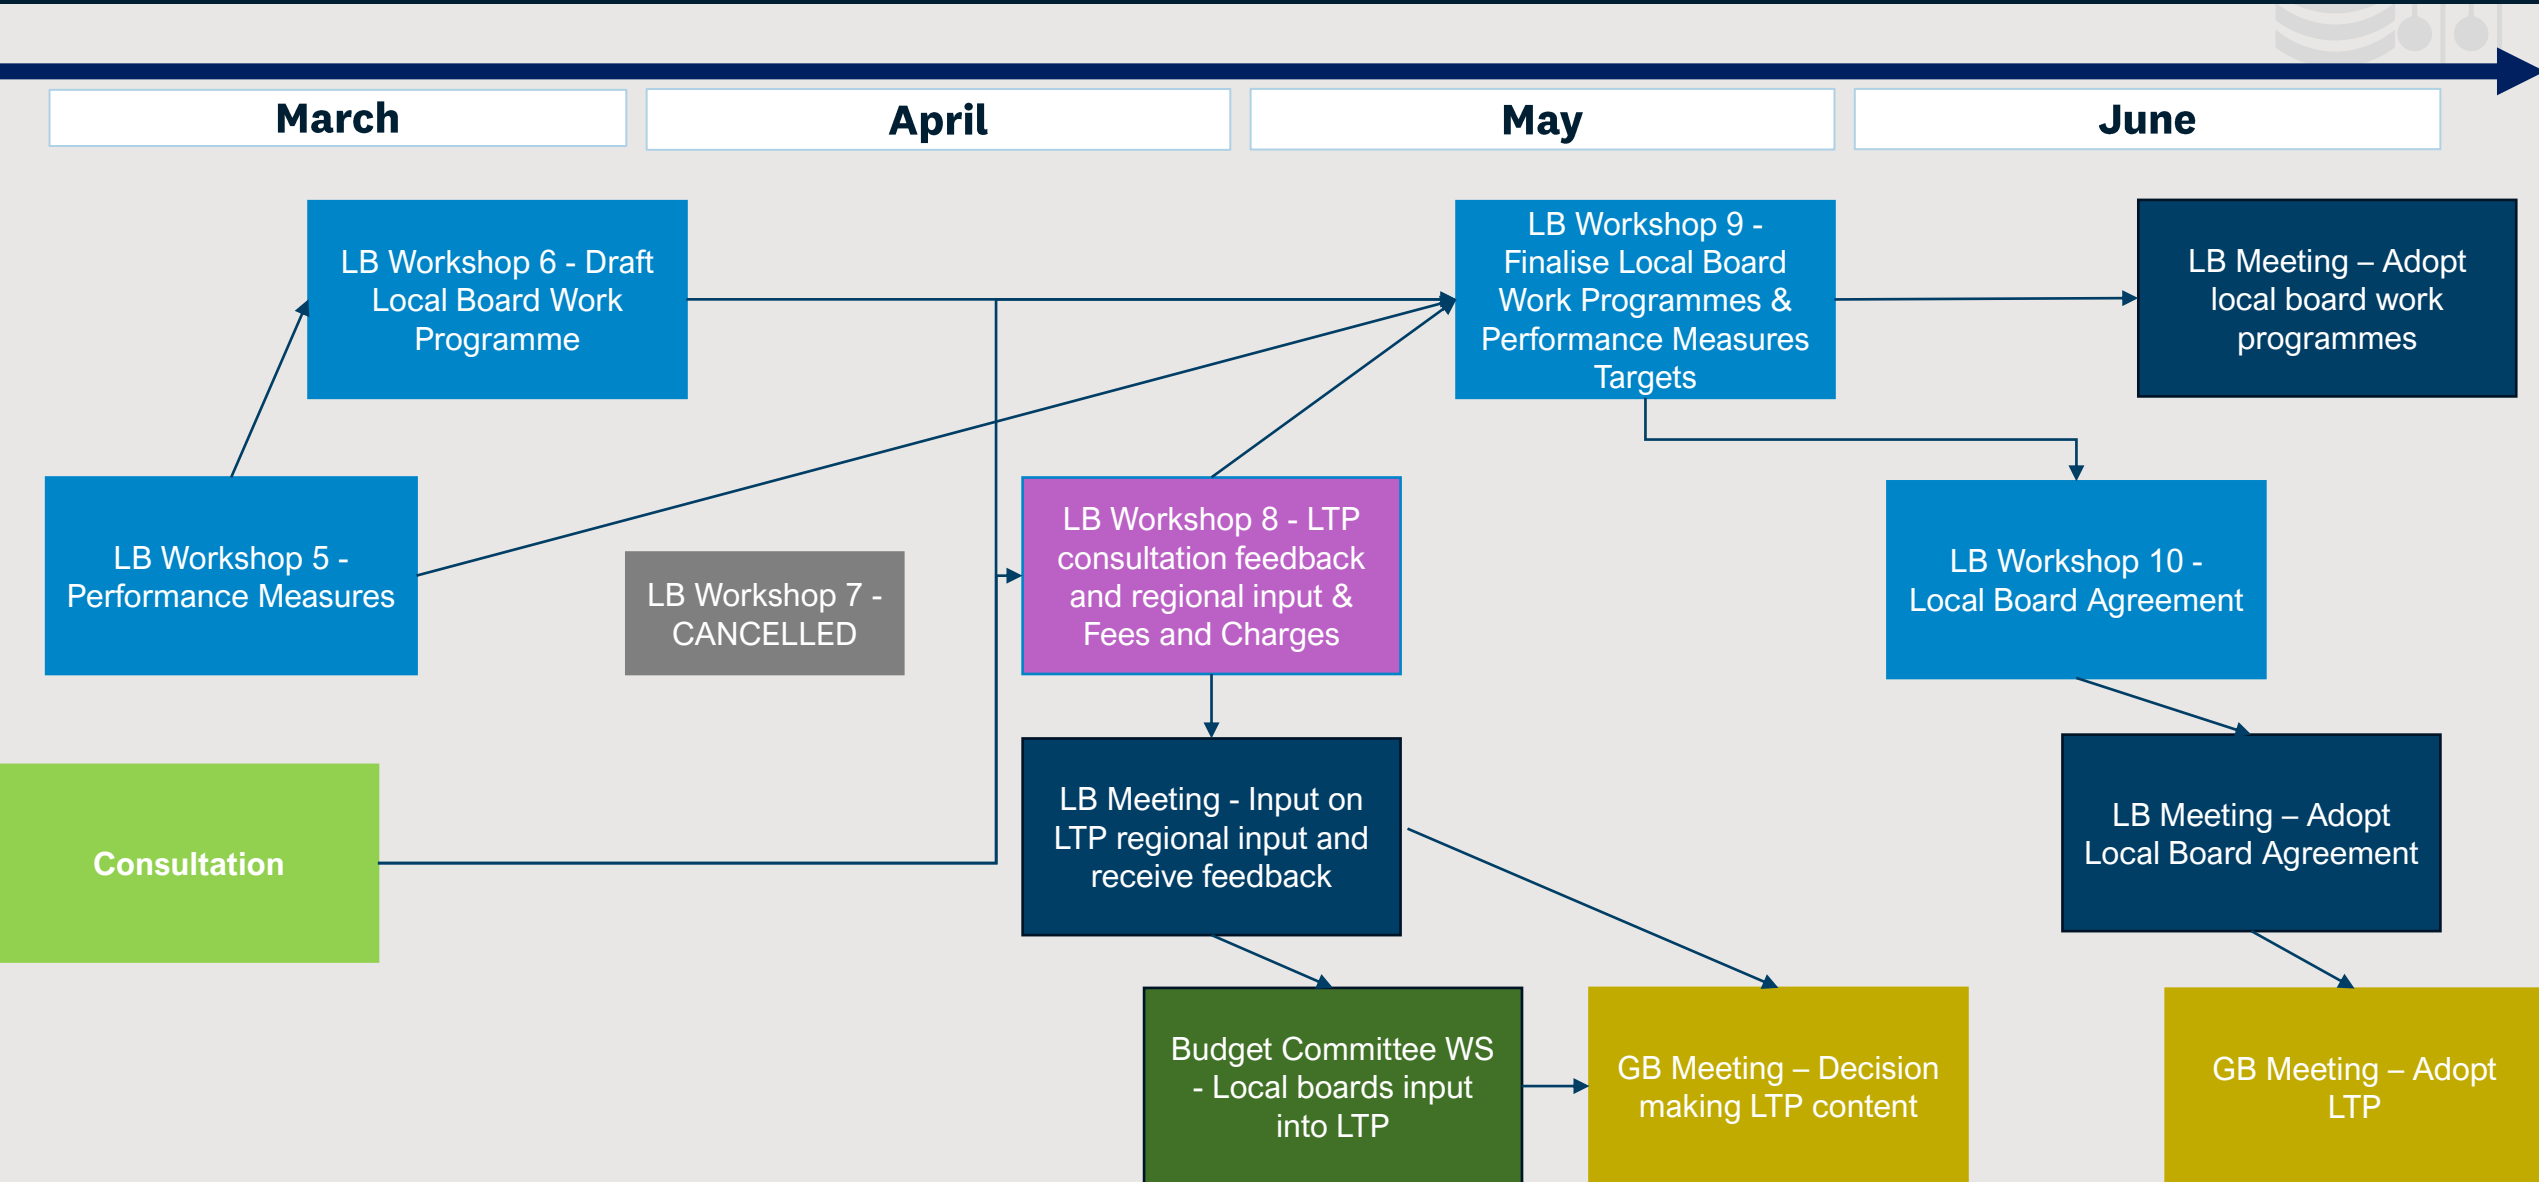 March
April
May
June
LB Workshop 6 - Draft
Local Board Work
Programme
LB Workshop 9 -
Finalise Local Board
Work Programmes &
Performance Measures
Targets
LB Meeting – Adopt
local board work
programmes
LB Workshop 5 -
Performance Measures
LB Workshop 7 -
CANCELLED
LB Workshop 8 - LTP
consultation feedback
and regional input &
Fees and Charges
LB Workshop 10 -
Local Board Agreement
Consultation
LB Meeting - Input on
LTP regional input and
receive feedback
LB Meeting – Adopt
Local Board Agreement
Budget Committee WS
- Local boards input
into LTP
GB Meeting – Decision
making LTP content
GB Meeting – Adopt
LTP